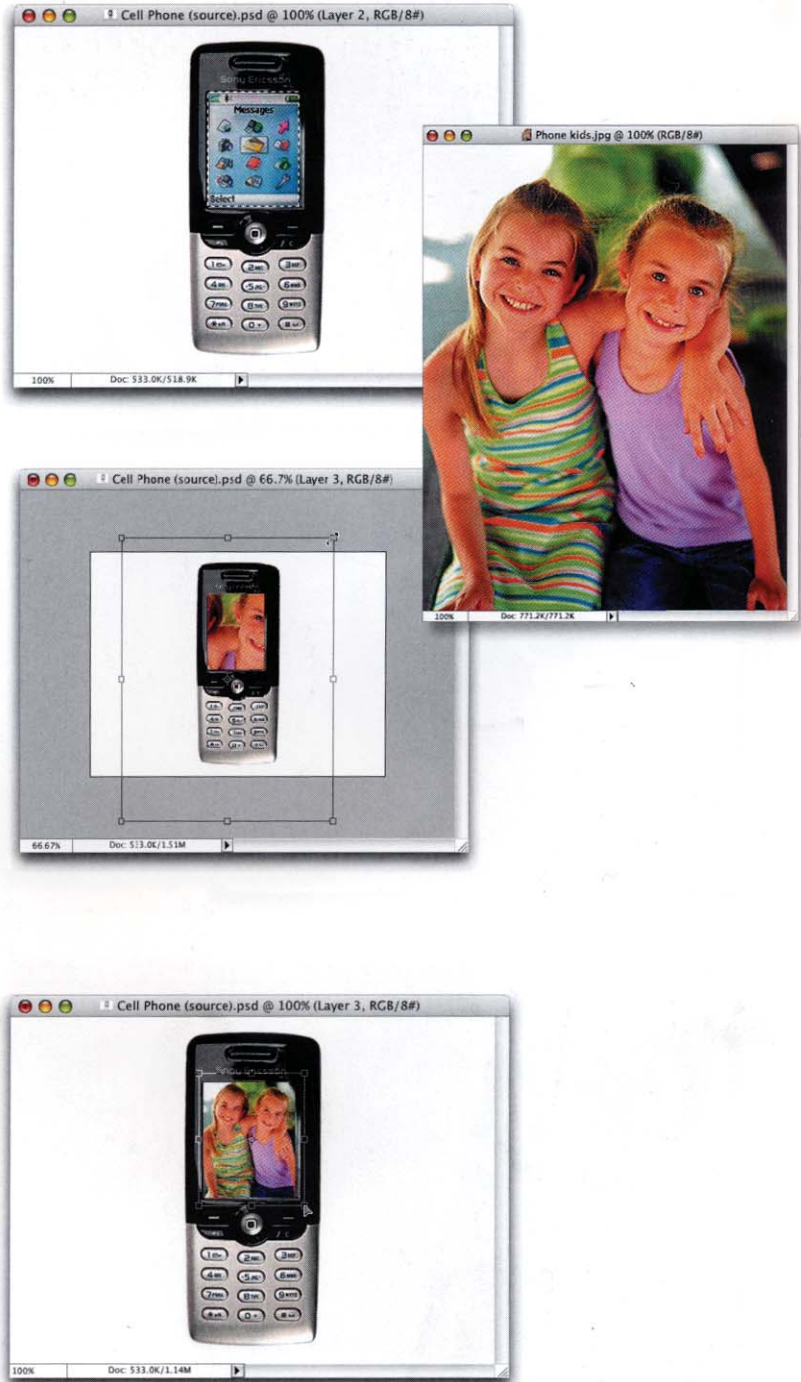 Cell Phone (source).psd @ 100% (Layer 2, RGB/8#)
Sony Ericsson
Messages
Select
100%
Doc: 533.0K/518.9K
Phone kids.jpg @ 100% (RGB/8#)
100%
Doc: 771.2K/771.2K
Cell Phone (source).psd @ 66.7% (Layer 3, RGB/8#)
66.67%
Doc: 533.0K/1.51M
Cell Phone (source).psd @ 100% (Layer 3, RGB/8#)
Sony Ericsson
100%
Doc: 533.0K/1.14M